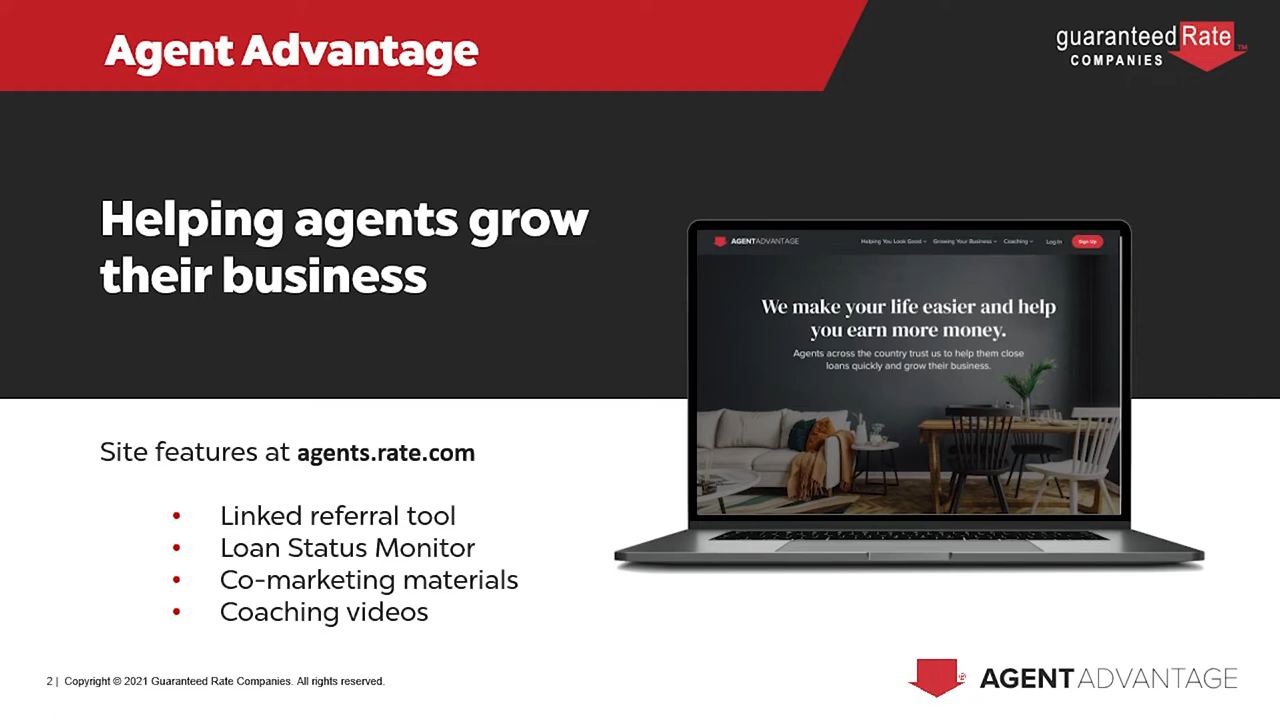 Agent Advantage
guaranteed Rate™
COMPANIES
Helping agents grow
their business
AGENTADVANTAGE
Helping You Look Good
Growing Your Business
Coaching
Log In
Sign Up
We make your life easier and help
you earn more money.
Agents across the country trust us to help them close
loans quickly and grow their business.
Site features at agents.rate.com
• Linked referral tool
• Loan Status Monitor
• Co-marketing materials
• Coaching videos
2 | Copyright © 2021 Guaranteed Rate Companies. All rights reserved.
® AGENTADVANTAGE